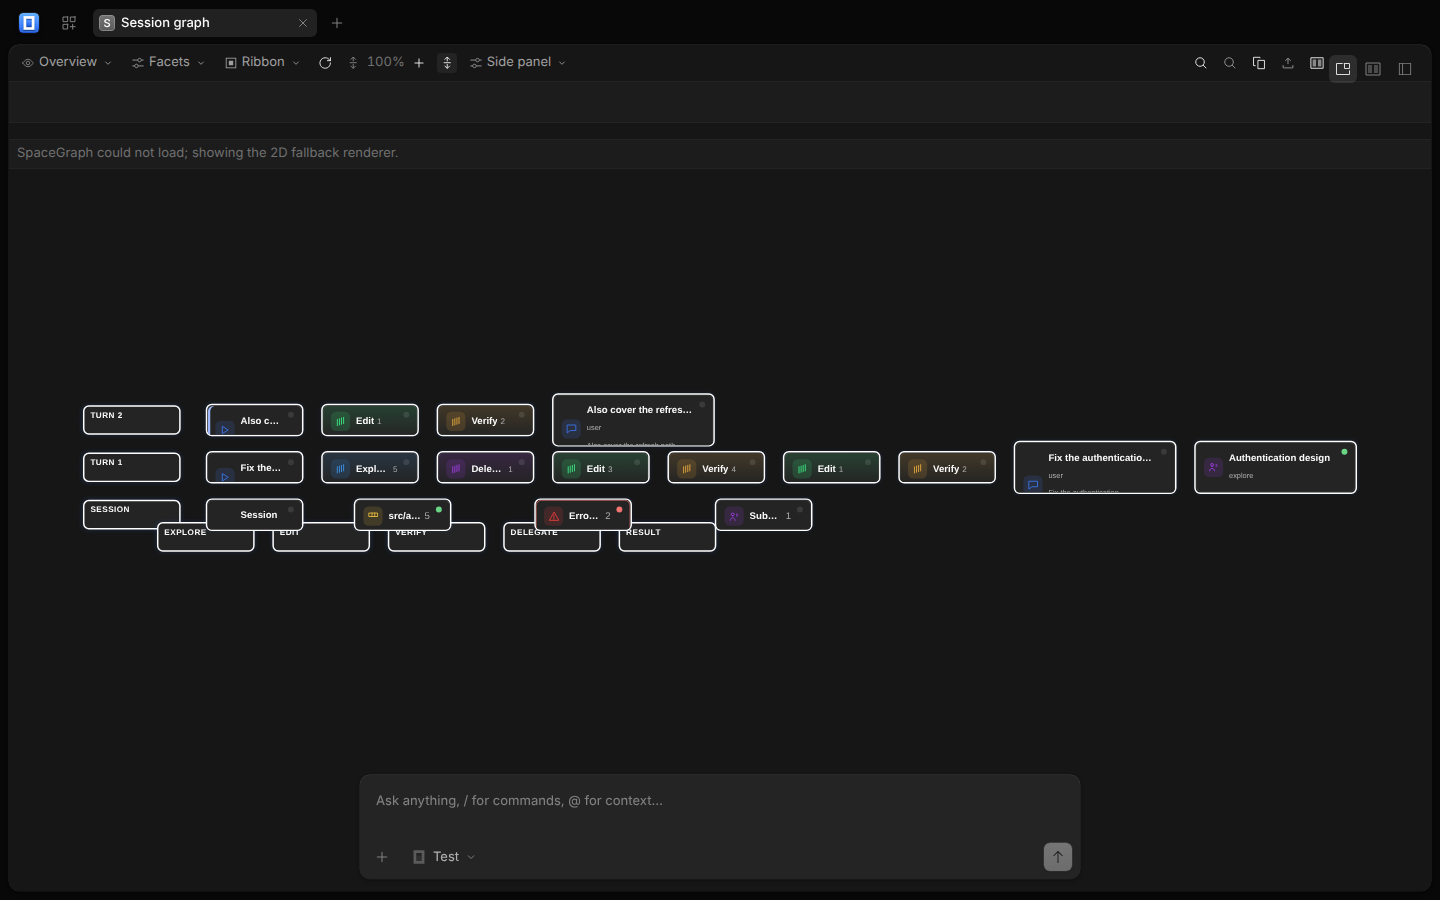 S Session graph
Overview Facets Ribbon 100% Side panel
SpaceGraph could not load; showing the 2D fallback renderer.
TURN 2
Also c...
Edit 1
Verify 2
Also cover the refres...
user
TURN 1
Fix the...
Expl... 5
Dele... 1
Edit 3
Verify 4
Edit 1
Verify 2
Fix the authenticatio...
user
Authentication design
explore
SESSION
Session
src/a... 5
Erro... 2
Sub... 1
EXPLORE
EDIT
VERIFY
DELEGATE
RESULT
Ask anything, / for commands, @ for context...
Test